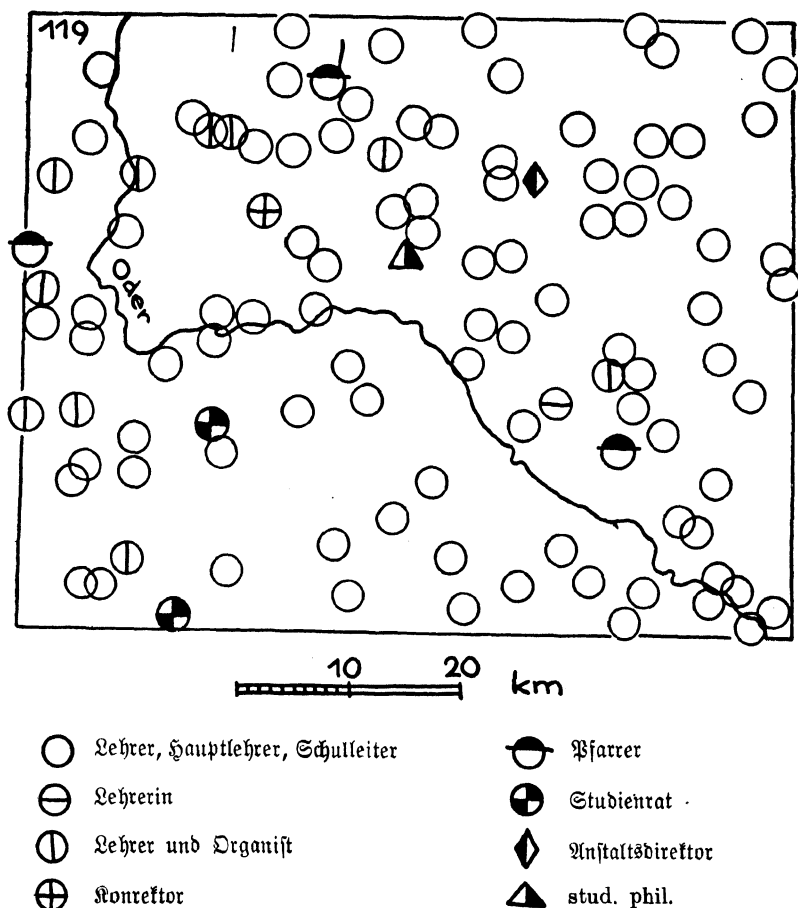 119
Oder
10 20
km
Lehrer, Hauptlehrer, Schulleiter
Lehrerin
Lehrer und Organist
Konrektor
Pfarrer
Studienrat
Anstaltsdirektor
stud. phil.